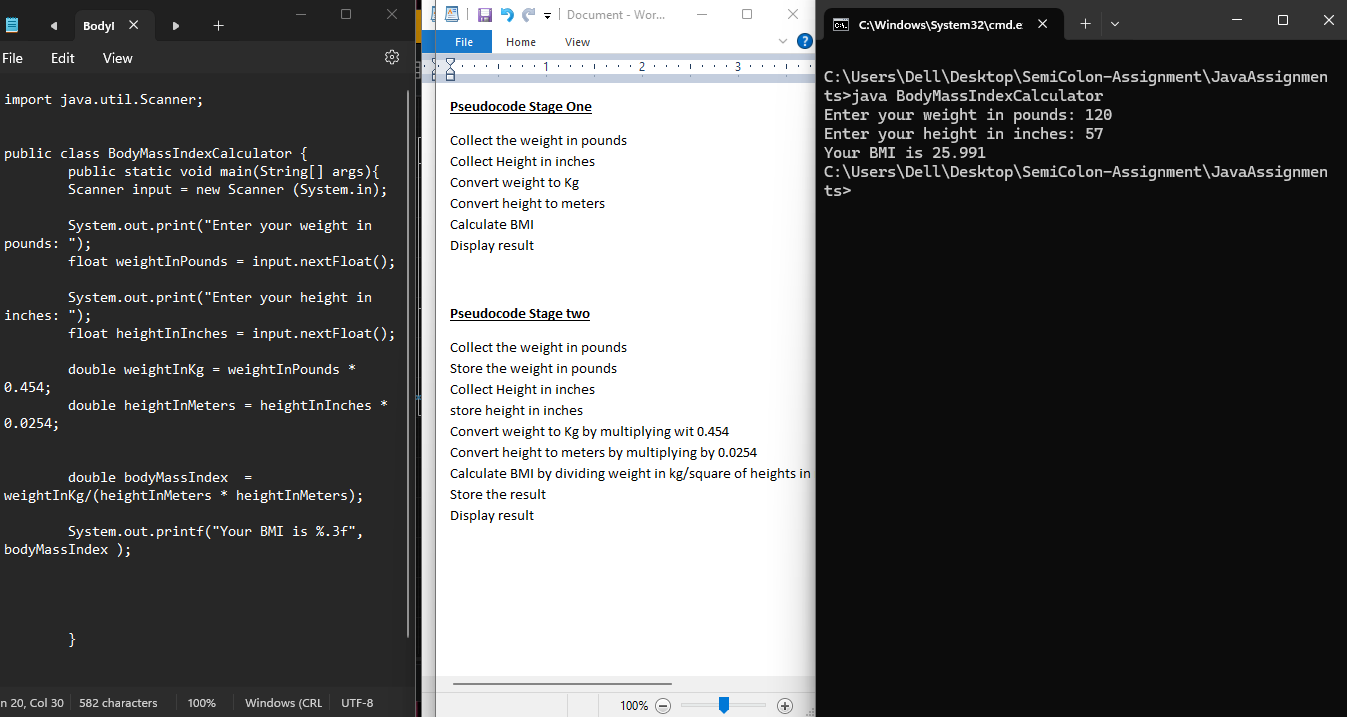 BodyI
File Edit View
import java.util.Scanner;
public class BodyMassIndexCalculator {
public static void main(String[] args){
Scanner input = new Scanner (System.in);
System.out.print("Enter your weight in
pounds: ");
float weightInPounds = input.nextFloat();
System.out.print("Enter your height in
inches: ");
float heightInInches = input.nextFloat();
double weightInKg = weightInPounds *
0.454;
double heightInMeters = heightInInches *
0.0254;
double bodyMassIndex  =
weightInKg/(heightInMeters * heightInMeters);
System.out.printf("Your BMI is %.3f",
bodyMassIndex );
}
n 20, Col 30 582 characters 100% Windows (CRL UTF-8
Document - Wor...
File Home View
1 2 3
Pseudocode Stage One
Collect the weight in pounds
Collect Height in inches
Convert weight to Kg
Convert height to meters
Calculate BMI
Display result
Pseudocode Stage two
Collect the weight in pounds
Store the weight in pounds
Collect Height in inches
store height in inches
Convert weight to Kg by multiplying wit 0.454
Convert height to meters by multiplying by 0.0254
Calculate BMI by dividing weight in kg/square of heights in
Store the result
Display result
100%
C:\Windows\System32\cmd.e
C:\Users\Dell\Desktop\SemiColon-Assignment\JavaAssignmen
ts>java BodyMassIndexCalculator
Enter your weight in pounds: 120
Enter your height in inches: 57
Your BMI is 25.991
C:\Users\Dell\Desktop\SemiColon-Assignment\JavaAssignmen
ts>